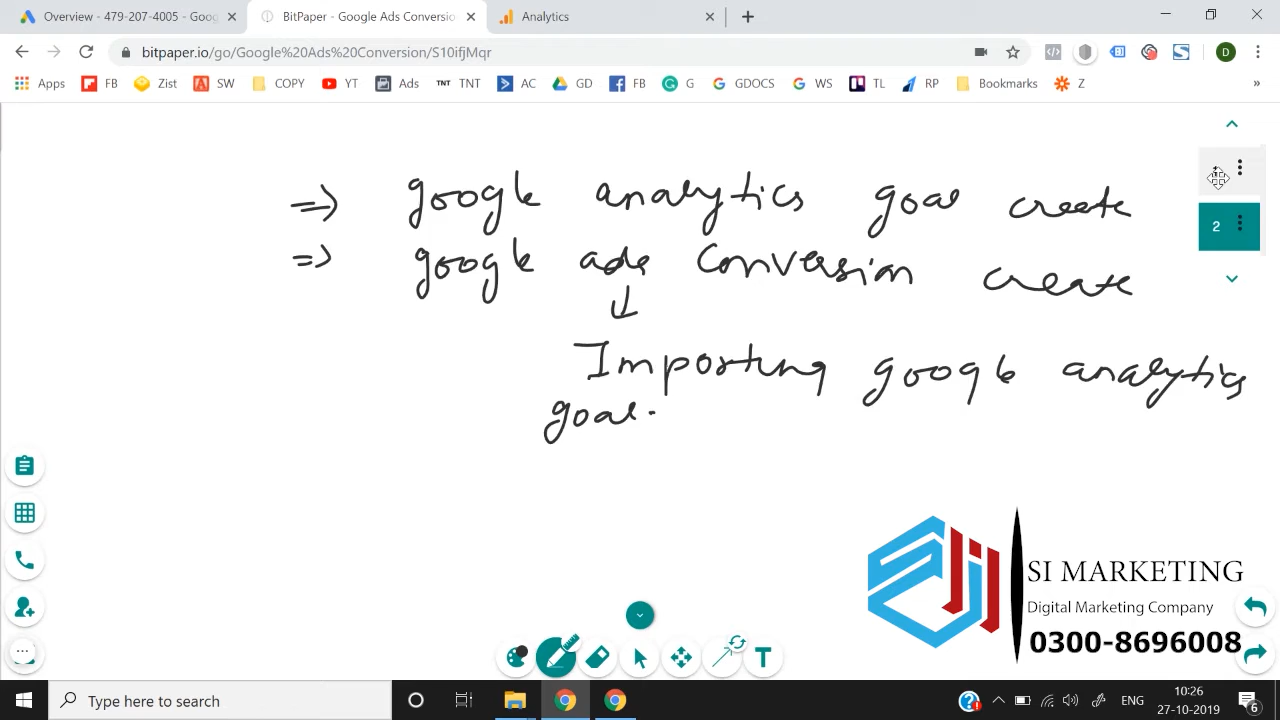 Overview - 479-207-4005 - Goog
BitPaper - Google Ads Conversio
Analytics
bitpaper.io/go/Google%20Ads%20Conversion/S10ifjMqr
D
Apps FB Zist SW COPY YT Ads TNT TNT AC GD FB G GDOCS WS TL RP Bookmarks Z »
=> google analytics goal create
=> google ads conversion create
↓
Importing google analytics
goal.
2
SI MARKETING
Digital Marketing Company
0300-8696008
T
Type here to search
ENG
10:26
27-10-2019
6